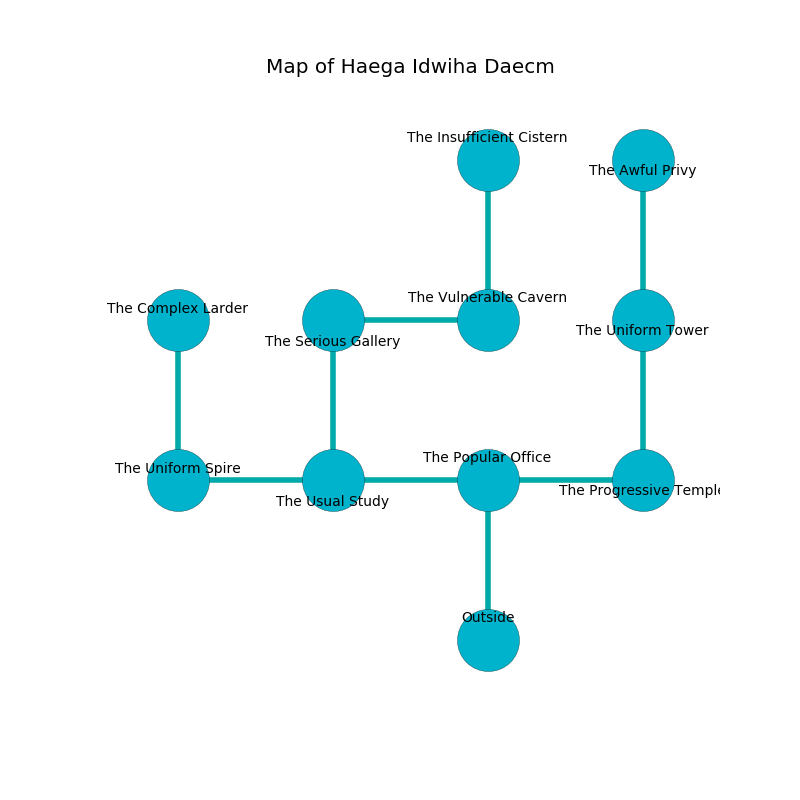 Map of Haega Idwiha Daecm
The Insufficient Cistern
The Awful Privy
The Vulnerable Cavern
The Complex Larder
The Uniform Tower
The Serious Gallery
The Popular Office
The Uniform Spire
The Progressive Temple
The Usual Study
Outside